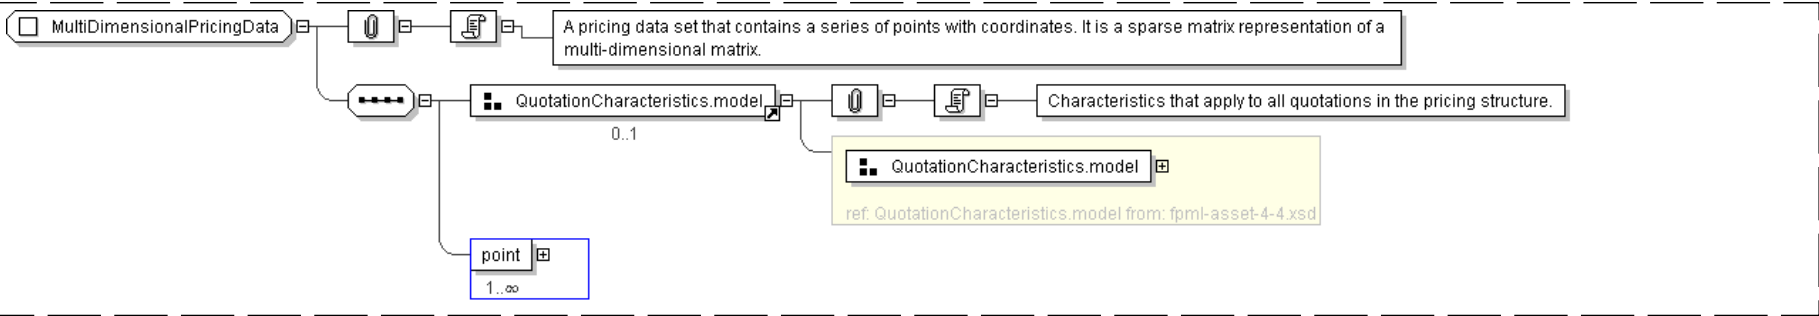 MultiDimensionalPricingData
A pricing data set that contains a series of points with coordinates. It is a sparse matrix representation of a
multi-dimensional matrix.
QuotationCharacteristics.model
0..1
Characteristics that apply to all quotations in the pricing structure.
QuotationCharacteristics.model
ref: QuotationCharacteristics.model from: fpml-asset-4-4.xsd
point
1..∞